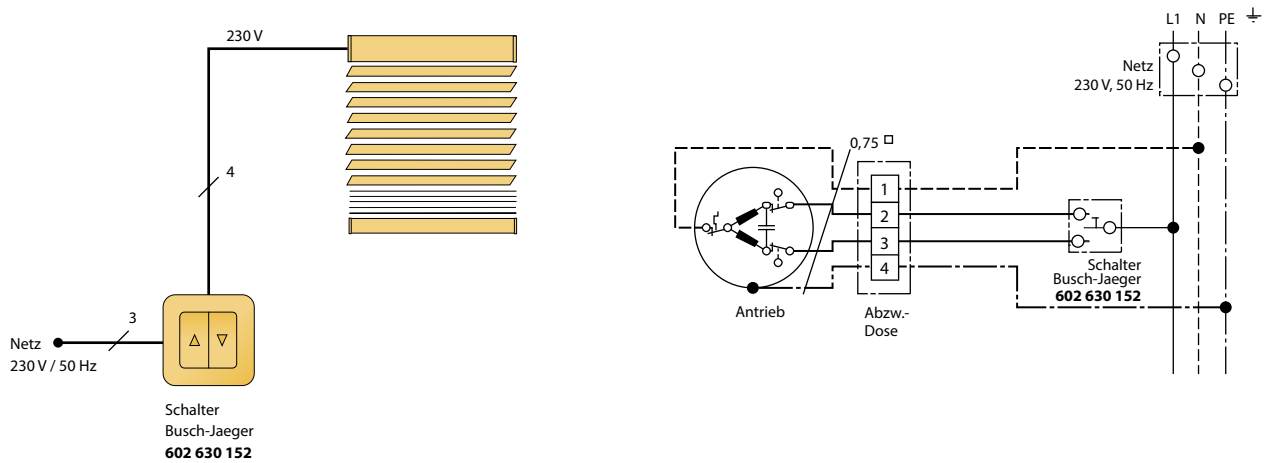 230 V
4
3
Netz
230 V / 50 Hz
Schalter
Busch-Jaeger
602 630 152
L1 N PE
Netz
230 V, 50 Hz
0,75
1
2
3
4
Antrieb
Abzw.-
Dose
Schalter
Busch-Jaeger
602 630 152